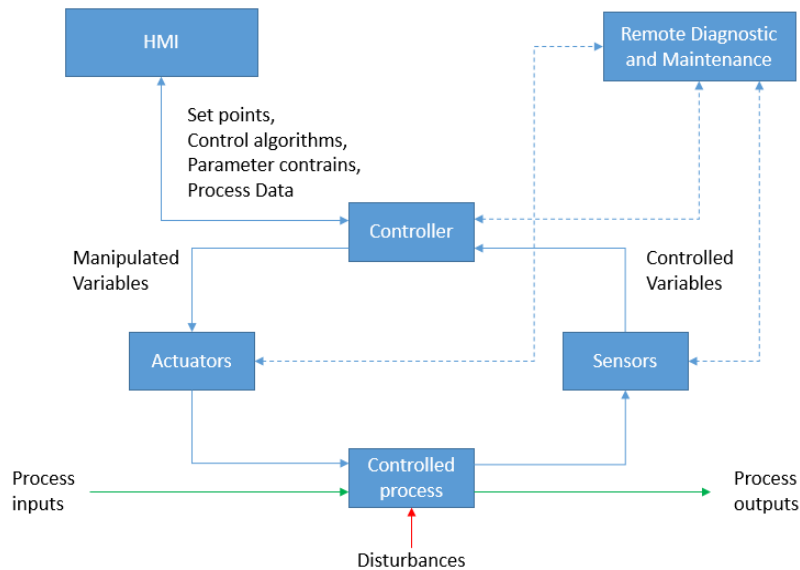 HMI
Remote Diagnostic
and Maintenance
Set points,
Control algorithms,
Parameter contrains,
Process Data
Controller
Manipulated
Variables
Controlled
Variables
Actuators
Sensors
Process
inputs
Controlled
process
Process
outputs
Disturbances